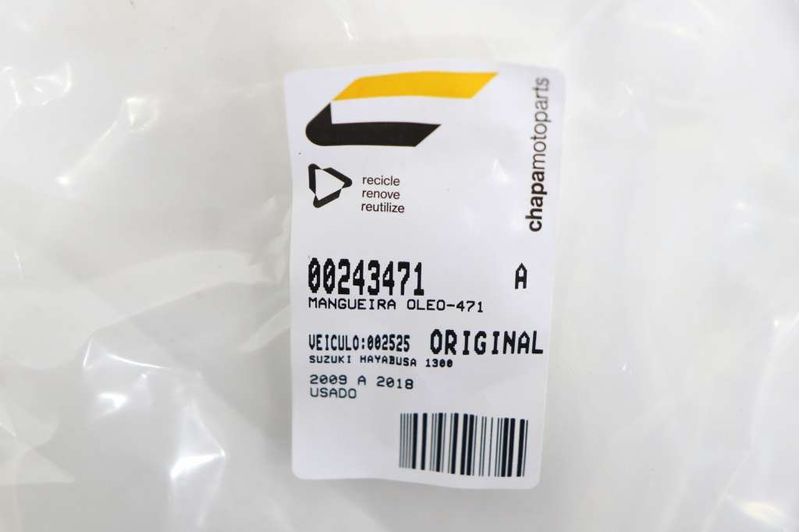 chapamotoparts
recicle
renove
reutilize
00243471 A
MANGUEIRA OLEO-471
VEICULO:002525 ORIGINAL
SUZUKI HAYABUSA 1300
2009 A 2018
USADO